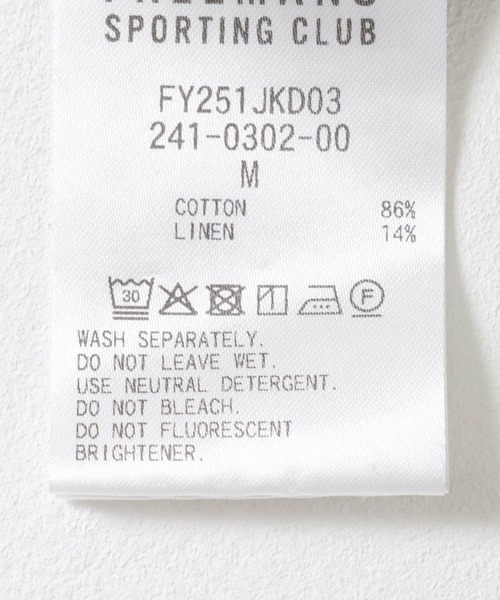 SPORTING CLUB
FY251JKD03
241-0302-00
M
COTTON 86%
LINEN 14%
30 F
WASH SEPARATELY.
DO NOT LEAVE WET.
USE NEUTRAL DETERGENT.
DO NOT BLEACH.
DO NOT FLUORESCENT
BRIGHTENER.